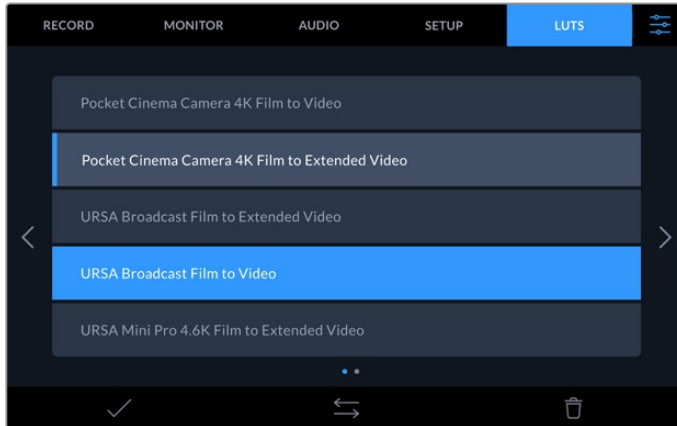 RECORD MONITOR AUDIO SETUP LUTS
Pocket Cinema Camera 4K Film to Video
Pocket Cinema Camera 4K Film to Extended Video
URSA Broadcast Film to Extended Video
URSA Broadcast Film to Video
URSA Mini Pro 4.6K Film to Extended Video